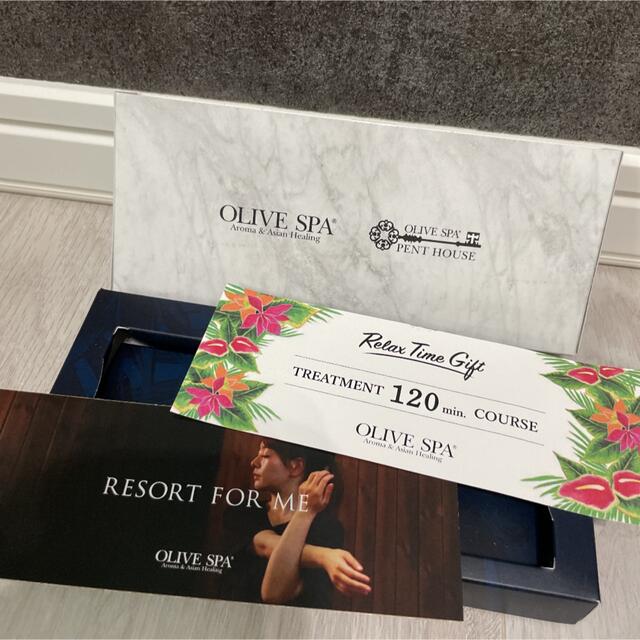 OLIVE SPA®
Aroma & Asian Healing
OLIVE SPA®
PENT HOUSE
Relax Time Gift
TREATMENT 120 min. COURSE
OLIVE SPA®
Aroma & Asian Healing
RESORT FOR ME
OLIVE SPA®
Aroma & Asian Healing